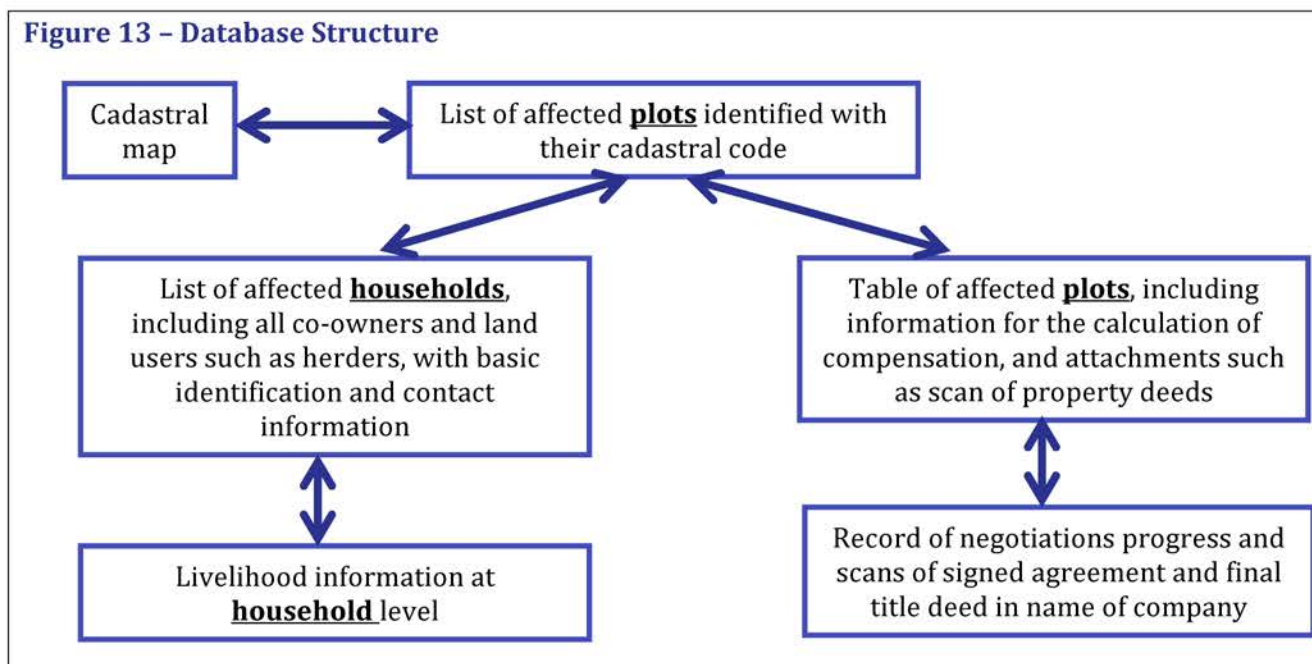 Figure 13 – Database Structure
Cadastral
map
List of affected plots identified with
their cadastral code
List of affected households,
including all co-owners and land
users such as herders, with basic
identification and contact
information
Table of affected plots, including
information for the calculation of
compensation, and attachments such
as scan of property deeds
Livelihood information at
household level
Record of negotiations progress and
scans of signed agreement and final
title deed in name of company